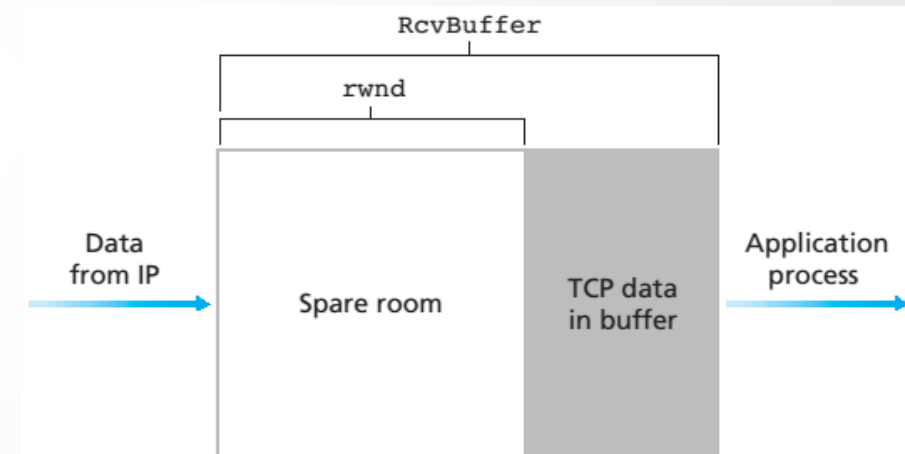 RcvBuffer
rwnd
Data
from IP
Spare room
TCP data
in buffer
Application
process